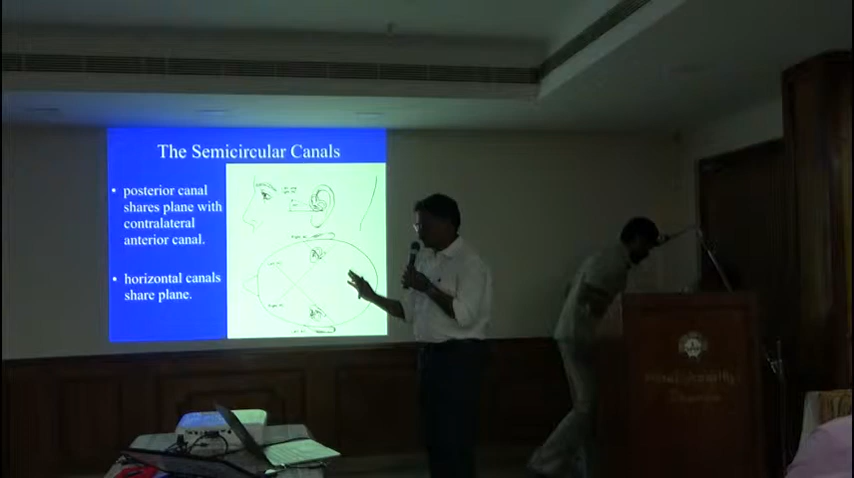 The Semicircular Canals
• posterior canal
shares plane with
contralateral
anterior canal.
• horizontal canals
share plane.